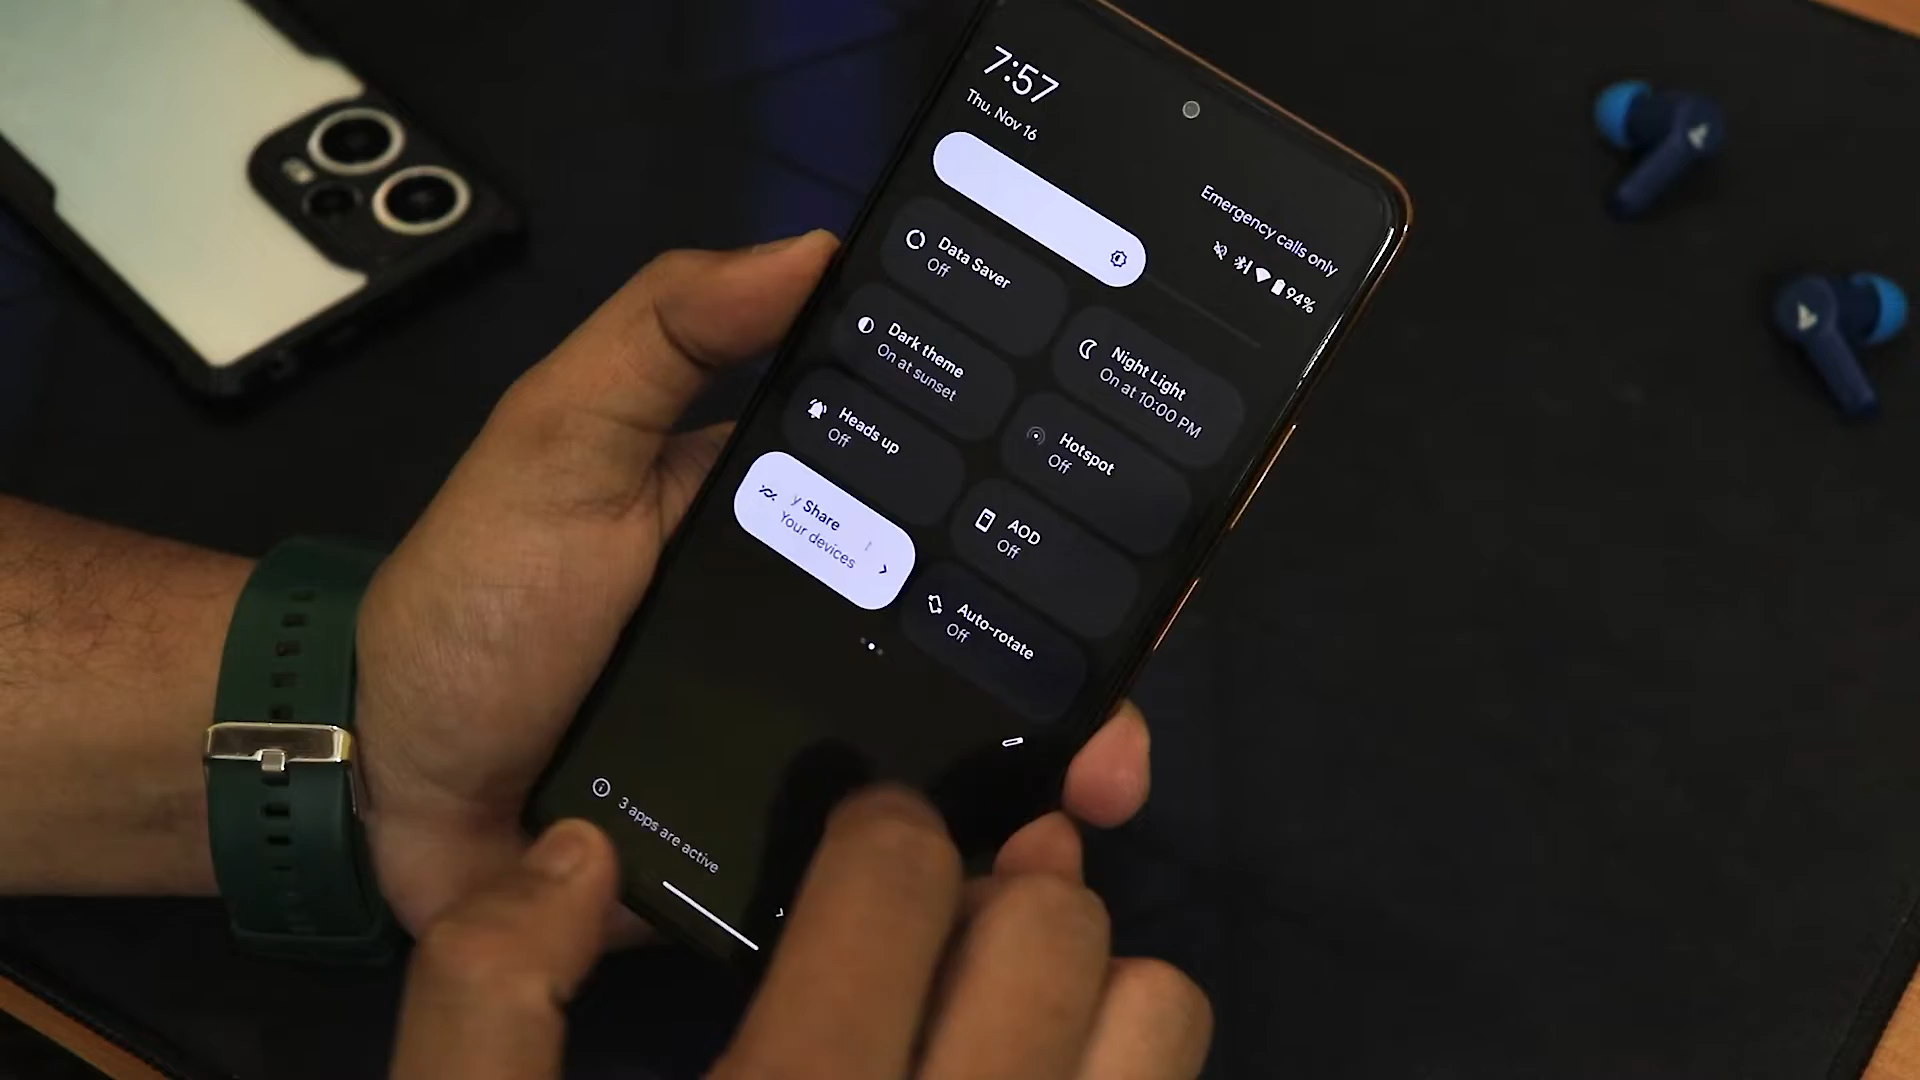 7:57
Thu, Nov 16
Emergency calls only
94%
Data Saver
Off
Night Light
On at 10:00 PM
Dark theme
On at sunset
Hotspot
Off
Heads up
Off
AOD
Off
y Share
Your devices
Auto-rotate
Off
3 apps are active